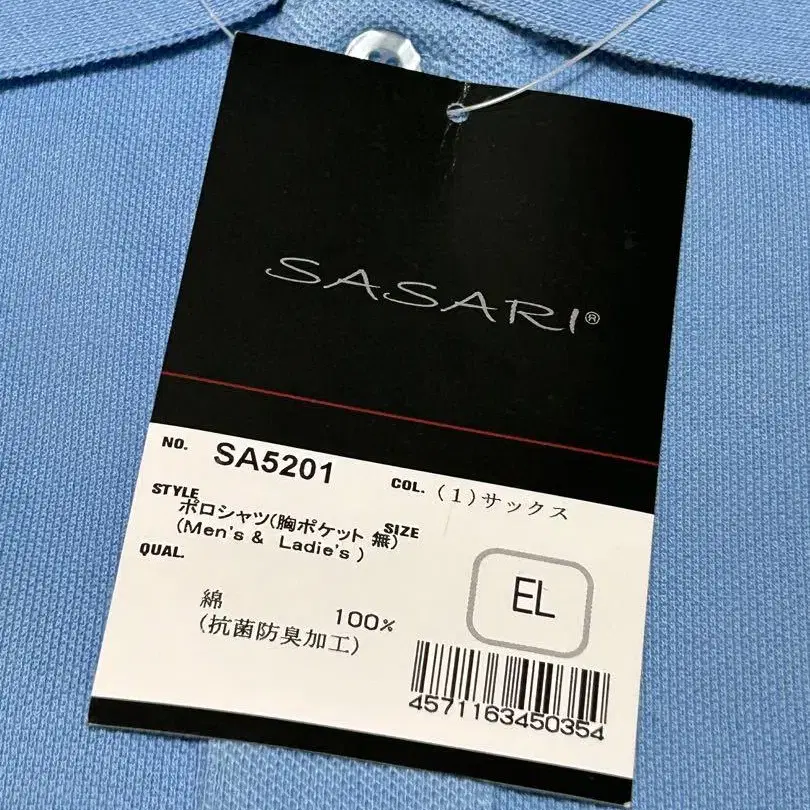 SASARI®
NO. SA5201
COL. (1)サックス
STYLE
ポロシャツ(胸ポケット 無)
(Men's & Ladie's )
SIZE
EL
QUAL.
綿 100%
(抗菌防臭加工)
4571163450354